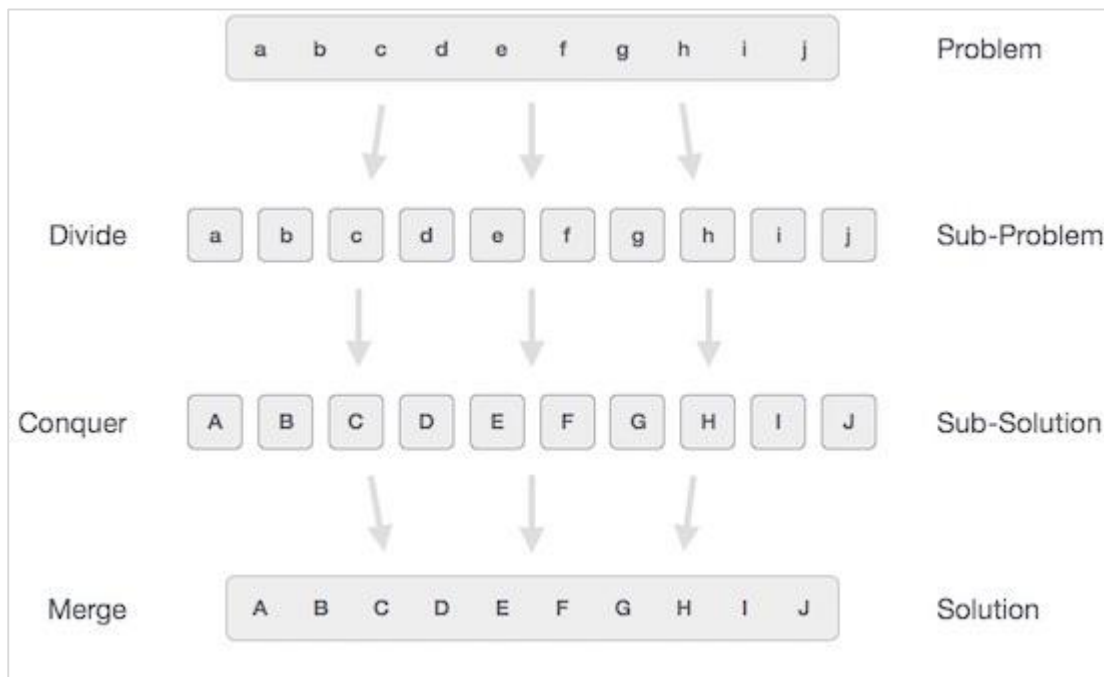 a b c d e f g h i j Problem
Divide a b c d e f g h i j Sub-Problem
Conquer A B C D E F G H I J Sub-Solution
Merge A B C D E F G H I J Solution